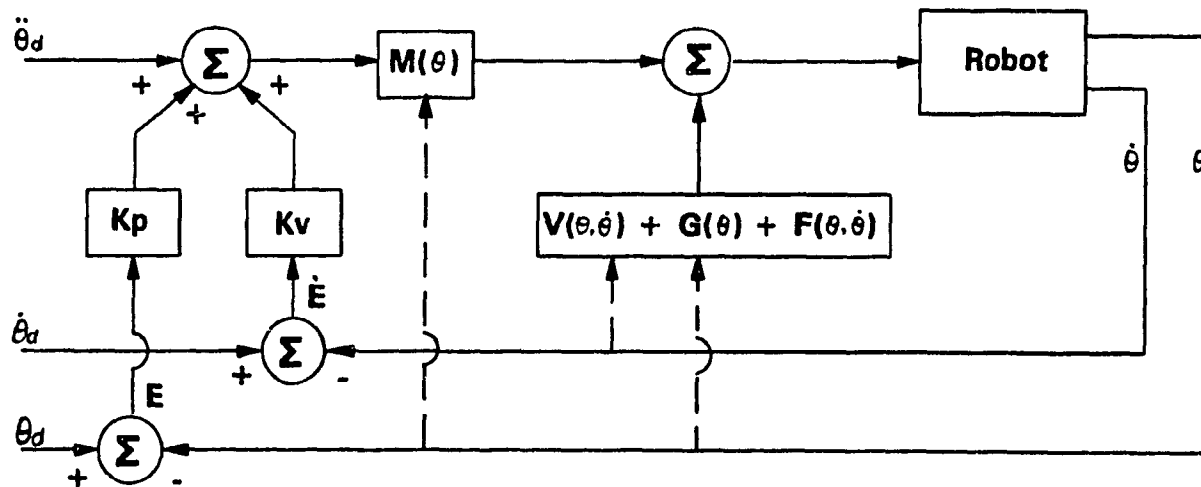 θ̈d
Σ
+
+
+
M(θ)
Σ
Robot
θ̇
θ
Kp
Kv
V(θ,θ̇) + G(θ) + F(θ,θ̇)
Ė
θ̇d
Σ
+
-
E
θd
Σ
+
-